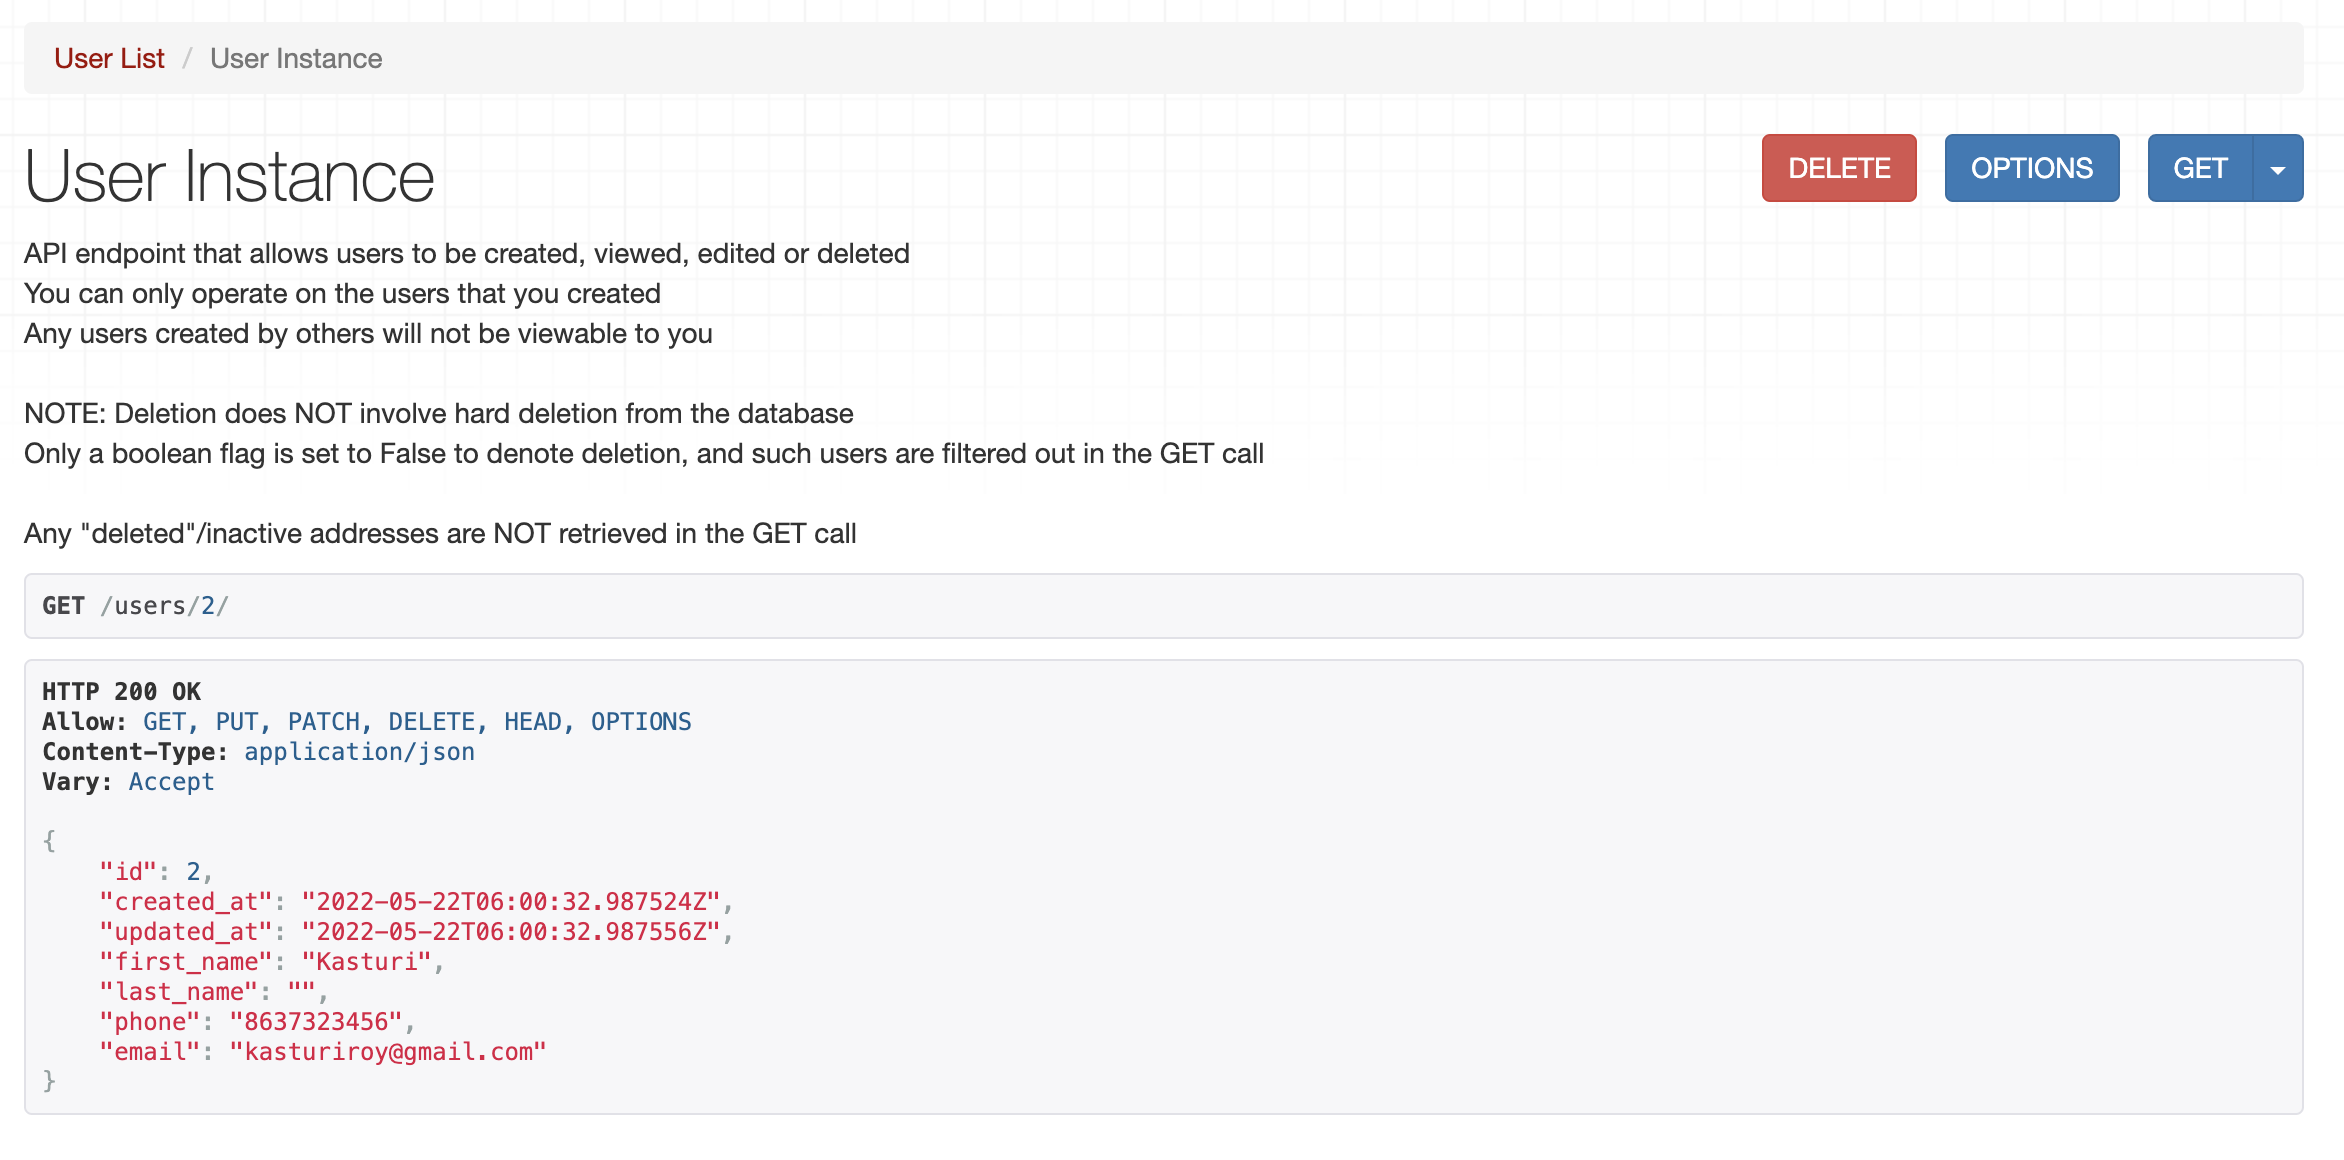 User List / User Instance
User Instance
DELETE
OPTIONS
GET
API endpoint that allows users to be created, viewed, edited or deleted
You can only operate on the users that you created
Any users created by others will not be viewable to you
NOTE: Deletion does NOT involve hard deletion from the database
Only a boolean flag is set to False to denote deletion, and such users are filtered out in the GET call
Any "deleted"/inactive addresses are NOT retrieved in the GET call
GET /users/2/
HTTP 200 OK
Allow: GET, PUT, PATCH, DELETE, HEAD, OPTIONS
Content-Type: application/json
Vary: Accept
{
    "id": 2,
    "created_at": "2022-05-22T06:00:32.987524Z",
    "updated_at": "2022-05-22T06:00:32.987556Z",
    "first_name": "Kasturi",
    "last_name": "",
    "phone": "8637323456",
    "email": "kasturiroy@gmail.com"
}